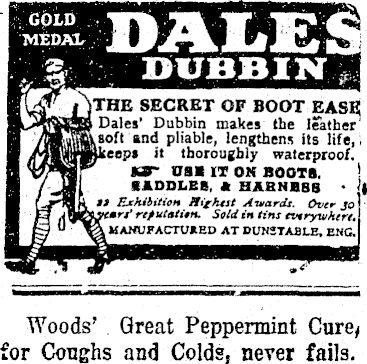 GOLD
MEDAL
DALES
DUBBIN
THE SECRET OF BOOT EASE
Dales' Dubbin makes the leather
soft and pliable, lengthens its life,
keeps it thoroughly waterproof.
USE IT ON BOOTS,
SADDLES, & HARNESS
22 Exhibition Highest Awards. Over 50
years' reputation. Sold in tins everywhere.
MANUFACTURED AT DUNSTABLE, ENG.
Woods' Great Peppermint Cure,
for Coughs and Colds, never fails.